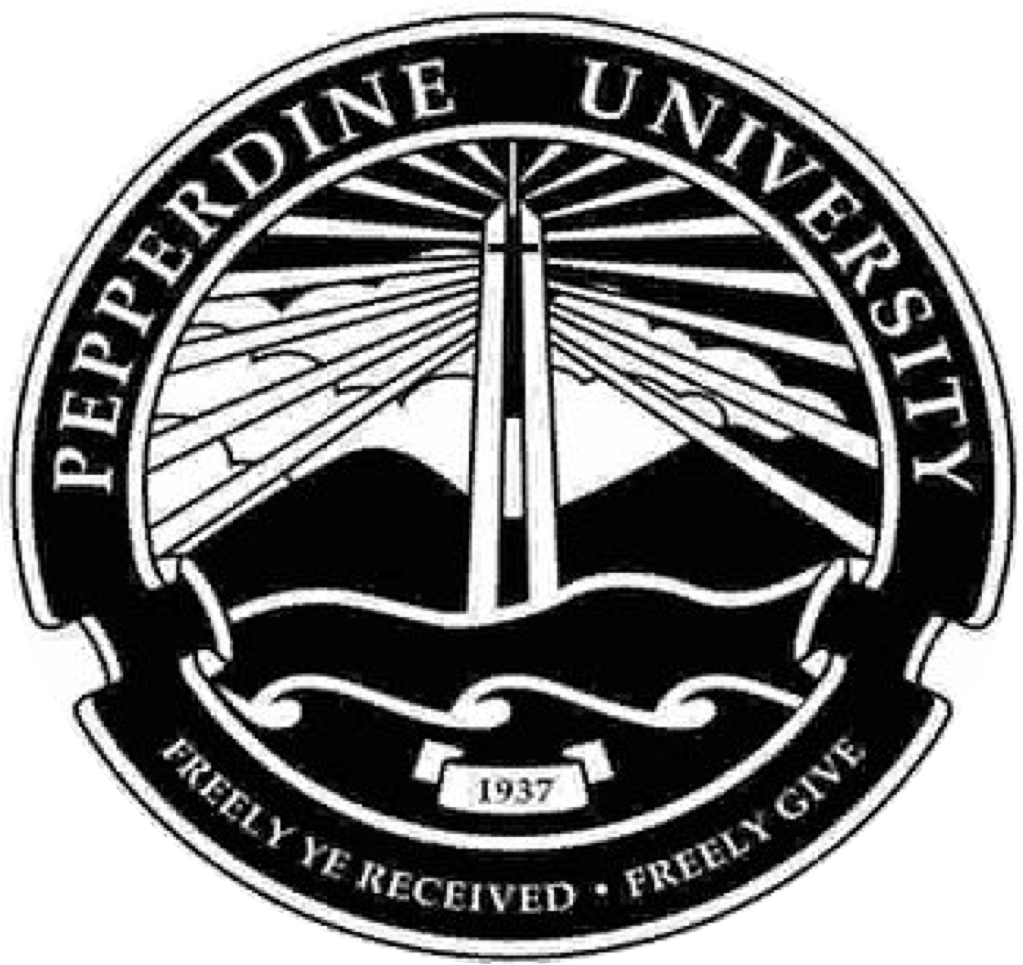 PEPPERDINE UNIVERSITY
1937
FREELY YE RECEIVED • FREELY GIVE